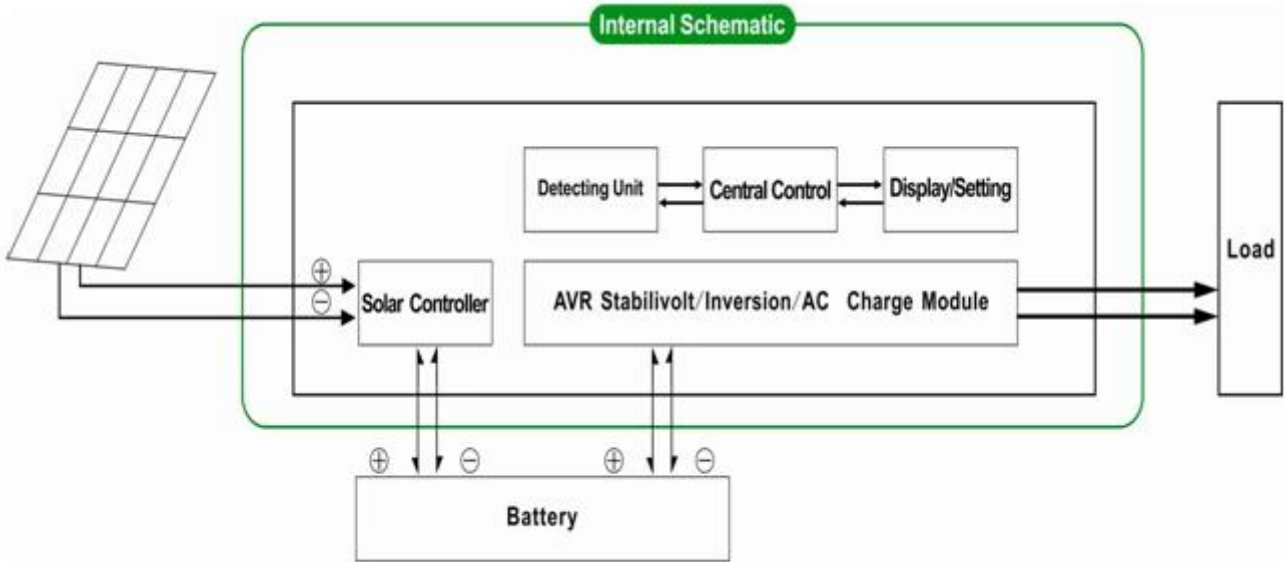 Internal Schematic
Detecting Unit
Central Control
Display/Setting
Load
⊕
⊖
Solar Controller
AVR Stabilivolt/Inversion/AC Charge Module
⊕ ⊖ ⊕ ⊖
Battery